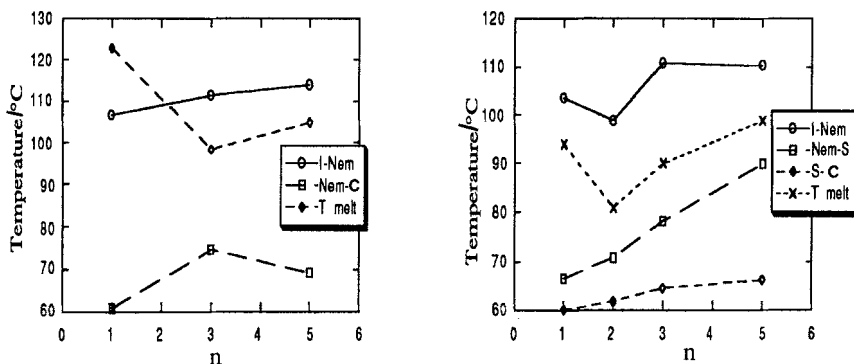 130
120
110
100
90
80
70
60
0 1 2 3 4 5 6
Temperature/°C
n
I-Nem
-Nem-C
-T melt
120
110
100
90
80
70
60
0 1 2 3 4 5 6
Temperature/°C
n
I-Nem
-Nem-S
-S- C
T melt